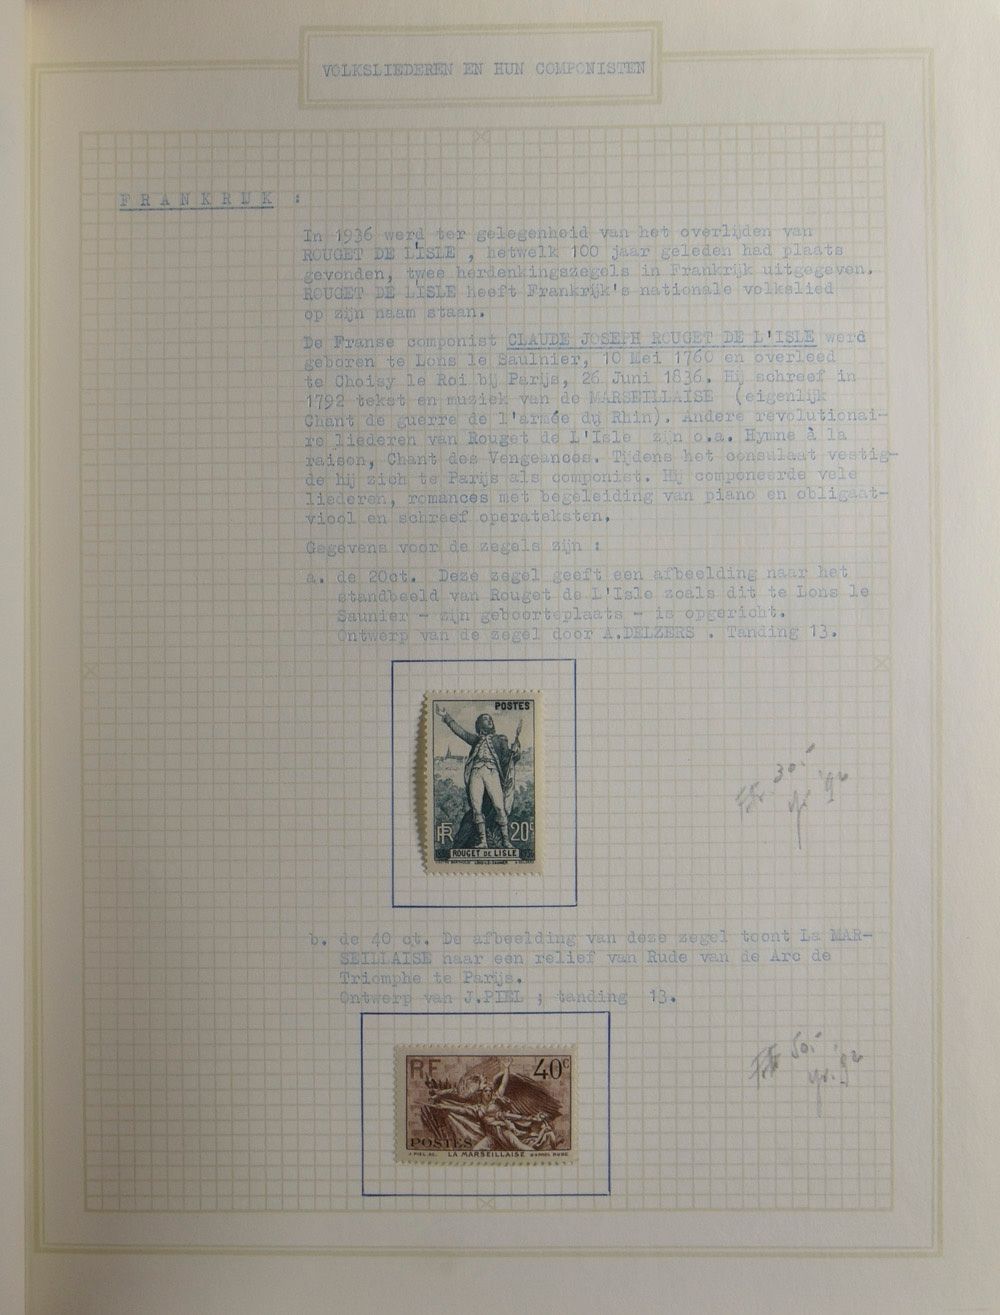 VOLKSLIEDEREN EN HUN COMPONISTEN
FRANKRIJK :
In 1936 werd ter gelegenheid van het overlijden van
ROUGET DE L'ISLE , hetwelk 100 jaar geleden had plaats
gevonden, twee herdenkingszegels in Frankrijk uitgegeven.
ROUGET DE L'ISLE heeft Frankrijk's nationale volkslied
op zijn naam staan.
De Franse componist CLAUDE JOSEPH ROUGET DE L'ISLE werd
geboren te Lons le Saulnier, 10 Mei 1760 en overleed
te Choisy le Roi bij Parijs, 26 Juni 1836. Hij schreef in
1792 tekst en muziek van de MARSEILLAISE (eigenlijk
Chant de guerre de l'armée du Rhin). Andere revolutionai-
re liederen van Rouget de L'Isle zijn o.a. Hymne à la
raison, Chant des Vengeances. Tijdens het consulaat vestig-
de hij zich te Parijs als componist. Hij componeerde vele
liederen, romances met begeleiding van piano en obligaat-
viool en schreef operateksten.
Gegevens voor de zegels zijn :
a. de 20ct. Deze zegel geeft een afbeelding naar het
standbeeld van Rouget de L'Isle zoals dit te Lons le
Saunier - zijn geboorteplaats - is opgericht.
Ontwerp van de zegel door A.DELZERS . Tanding 13.
POSTES
RF 20c
ROUGET DE LISLE
b. de 40 ct. De afbeelding van deze zegel toont La MAR-
SEILLAISE naar een relief van Rude van de Arc de
Triomphe te Parijs.
Ontwerp van J.PIEL ; tanding 13.
RF 40c
POSTES
J. PIEL SC. LA MARSEILLAISE D'APRES RUDE